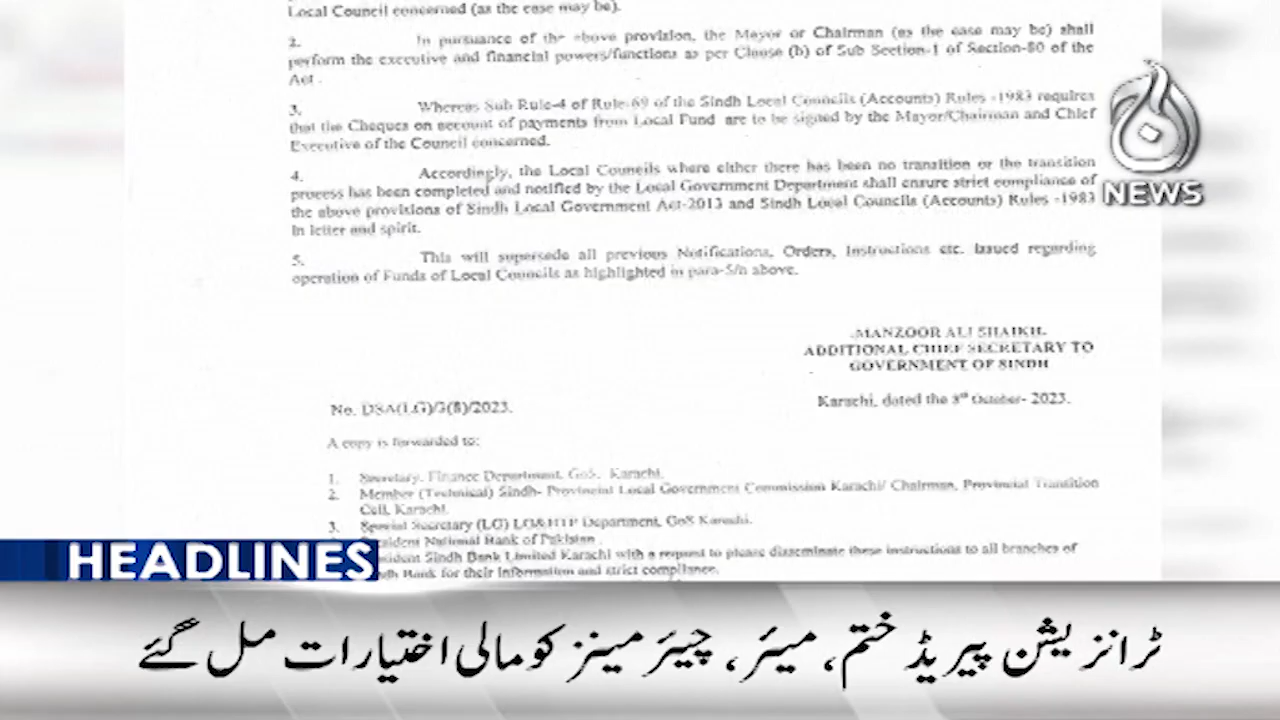 Local Council concerned (as the case may be).
2. In pursuance of the above provision, the Mayor or Chairman (as the case may be) shall
perform the executive and financial powers/functions as per Clause (b) of Sub Section-1 of Section-80 of the
Act.
3. Whereas Sub Rule-4 of Rule-69 of the Sindh Local Councils (Accounts) Rules -1983 requires
that the Cheques on account of payments from Local Fund are to be signed by the Mayor/Chairman and Chief
Executive of the Council concerned.
4. Accordingly, the Local Councils where either there has been no transition or the transition
process has been completed and notified by the Local Government Department shall ensure strict compliance of
the above provisions of Sindh Local Government Act-2013 and Sindh Local Councils (Accounts) Rules -1983
in letter and spirit.
5. This will supersede all previous Notifications, Orders, Instructions etc. issued regarding
operation of Funds of Local Councils as highlighted in para-5/n above.
NEWS
MANZOOR ALI SHAIKH
ADDITIONAL CHIEF SECRETARY TO
GOVERNMENT OF SINDH
No. DSA(LG)/3(8)/2023.
Karachi, dated the October- 2023.
A copy is forwarded to:
1. Secretary, Finance Department, GoS, Karachi.
2. Member (Technical) Sindh- Provincial Local Government Commission Karachi/ Chairman, Provincial Transition
Cell, Karachi.
3. Special Secretary (LG) LG&HTP Department, GoS Karachi.
sident National Bank of Pakistan
ident Sindh Bank Limited Karachi with a request to please disseminate these instructions to all branches of
dh Bank for their information and strict compliance.
HEADLINES
ٹرانزیشن پیریڈ ختم، میئر، چیئرمینز کو مالی اختیارات مل گئے